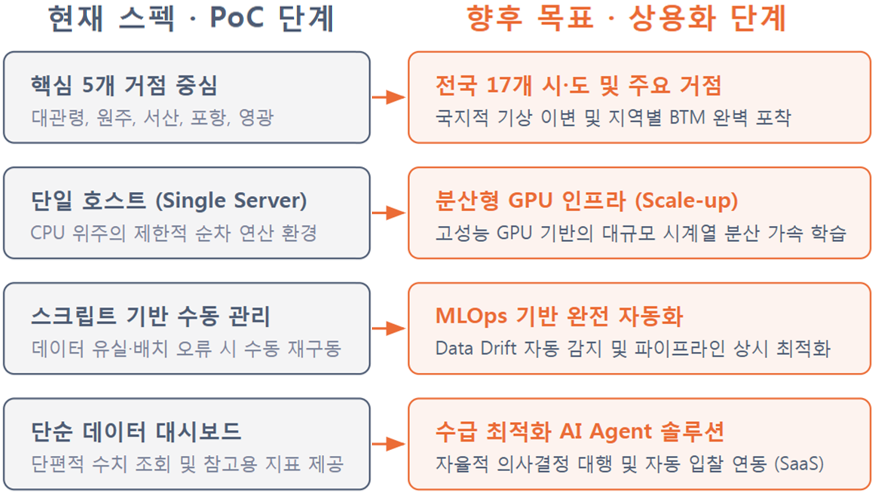 현재 스펙 · PoC 단계
향후 목표 · 상용화 단계
핵심 5개 거점 중심
대관령, 원주, 서산, 포항, 영광
전국 17개 시·도 및 주요 거점
국지적 기상 이변 및 지역별 BTM 완벽 포착
단일 호스트 (Single Server)
CPU 위주의 제한적 순차 연산 환경
분산형 GPU 인프라 (Scale-up)
고성능 GPU 기반의 대규모 시계열 분산 가속 학습
스크립트 기반 수동 관리
데이터 유실·배치 오류 시 수동 재구동
MLOps 기반 완전 자동화
Data Drift 자동 감지 및 파이프라인 상시 최적화
단순 데이터 대시보드
단편적 수치 조회 및 참고용 지표 제공
수급 최적화 AI Agent 솔루션
자율적 의사결정 대행 및 자동 입찰 연동 (SaaS)